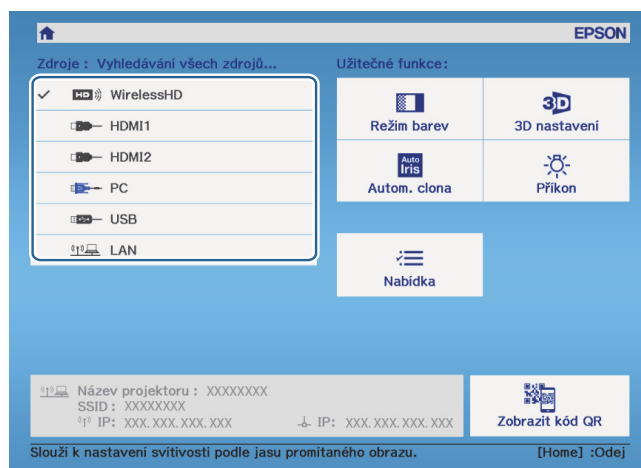 EPSON
Zdroje : Vyhledávání všech zdrojů...
WirelessHD
HDMI1
HDMI2
PC
USB
LAN
Užitečné funkce:
Režim barev
3D
3D nastavení
Auto
Iris
Autom. clona
Příkon
Nabídka
Název projektoru : XXXXXXXX
SSID : XXXXXXXX
IP: XXX. XXX. XXX. XXX
IP: XXX. XXX. XXX. XXX
Zobrazit kód QR
Slouží k nastavení svítivosti podle jasu promítaného obrazu.
[Home] :Odej